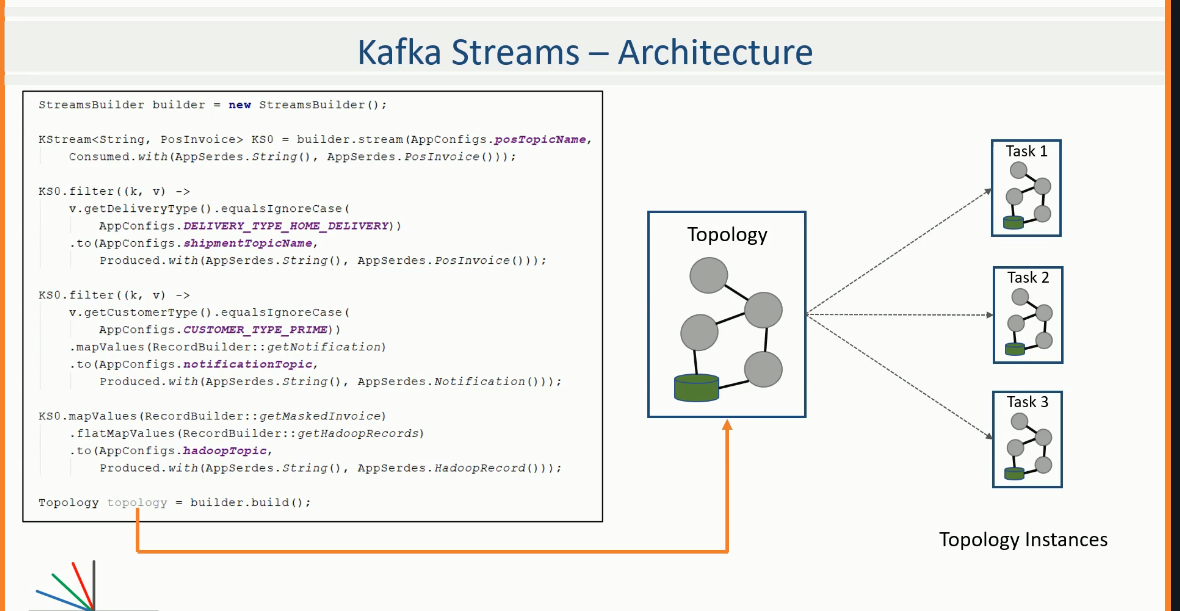 Kafka Streams – Architecture
StreamsBuilder builder = new StreamsBuilder();
KStream<String, PosInvoice> KS0 = builder.stream(AppConfigs.posTopicName,
Consumed.with(AppSerdes.String(), AppSerdes.PosInvoice()));
KS0.filter((k, v) ->
v.getDeliveryType().equalsIgnoreCase(
AppConfigs.DELIVERY_TYPE_HOME_DELIVERY))
.to(AppConfigs.shipmentTopicName,
Produced.with(AppSerdes.String(), AppSerdes.PosInvoice()));
KS0.filter((k, v) ->
v.getCustomerType().equalsIgnoreCase(
AppConfigs.CUSTOMER_TYPE_PRIME))
.mapValues(RecordBuilder::getNotification)
.to(AppConfigs.notificationTopic,
Produced.with(AppSerdes.String(), AppSerdes.Notification()));
KS0.mapValues(RecordBuilder::getMaskedInvoice)
.flatMapValues(RecordBuilder::getHadoopRecords)
.to(AppConfigs.hadoopTopic,
Produced.with(AppSerdes.String(), AppSerdes.HadoopRecord()));
Topology topology = builder.build();
Topology
Task 1
Task 2
Task 3
Topology Instances